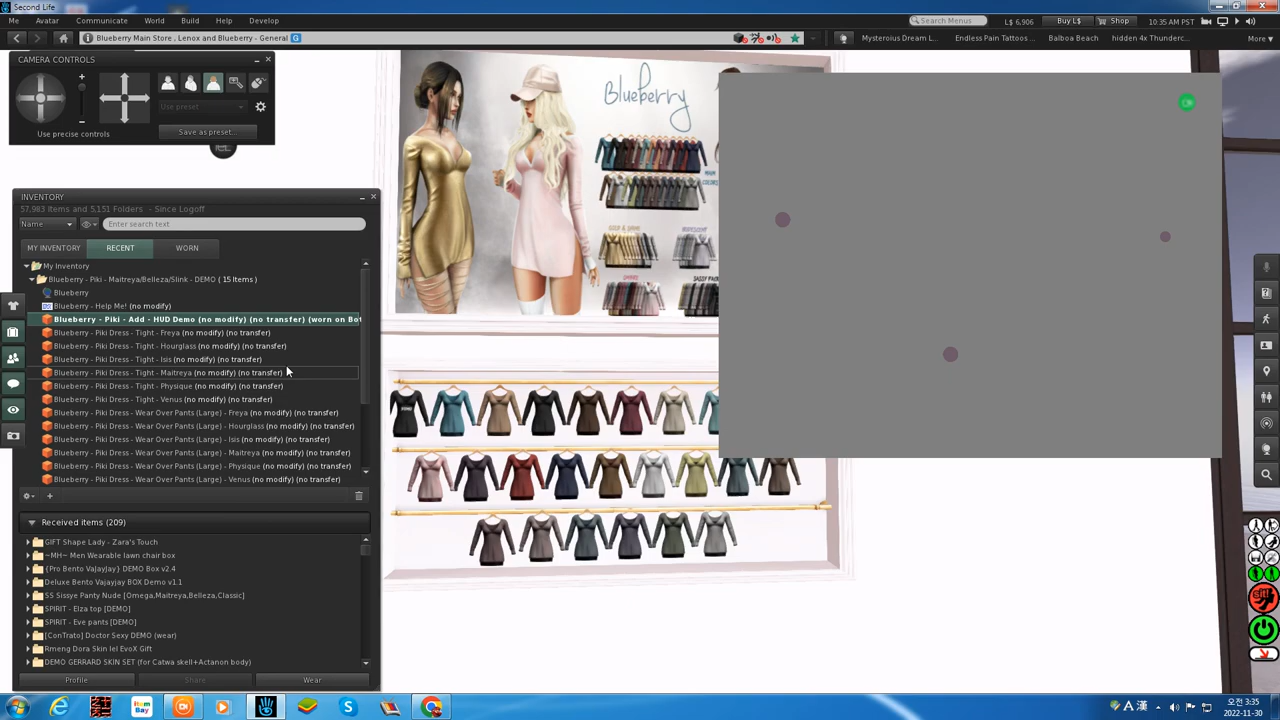 Second Life
Me Avatar Communicate World Build Help Develop
Search Menus L$ 6,906 Buy L$ Shop 10:35 AM PST
Blueberry Main Store , Lenox and Blueberry - General G
Mysteroius Dream L... Endless Pain Tattoos ... Balboa Beach hidden 4x Thunderc... More ▼
CAMERA CONTROLS
Use preset
Use precise controls
Save as preset...
Blueberry
MAIN
COLORS
INVENTORY
57,983 Items and 5,151 Folders - Since Logoff
Name
Enter search text
MY INVENTORY RECENT WORN
My Inventory
Blueberry - Piki - Maitreya/Belleza/Slink - DEMO ( 15 Items )
Blueberry
Blueberry - Help Me! (no modify)
Blueberry - Piki - Add - HUD Demo (no modify) (no transfer) (worn on Bot
Blueberry - Piki Dress - Tight - Freya (no modify) (no transfer)
Blueberry - Piki Dress - Tight - Hourglass (no modify) (no transfer)
Blueberry - Piki Dress - Tight - Isis (no modify) (no transfer)
Blueberry - Piki Dress - Tight - Maitreya (no modify) (no transfer)
Blueberry - Piki Dress - Tight - Physique (no modify) (no transfer)
Blueberry - Piki Dress - Tight - Venus (no modify) (no transfer)
Blueberry - Piki Dress - Wear Over Pants (Large) - Freya (no modify) (no transfer)
Blueberry - Piki Dress - Wear Over Pants (Large) - Hourglass (no modify) (no transfer)
Blueberry - Piki Dress - Wear Over Pants (Large) - Isis (no modify) (no transfer)
Blueberry - Piki Dress - Wear Over Pants (Large) - Maitreya (no modify) (no transfer)
Blueberry - Piki Dress - Wear Over Pants (Large) - Physique (no modify) (no transfer)
Blueberry - Piki Dress - Wear Over Pants (Large) - Venus (no modify) (no transfer)
Received items (209)
GIFT Shape Lady - Zara's Touch
~MH~ Men Wearable lawn chair box
{Pro Bento VaJayJay} DEMO Box v2.4
Deluxe Bento Vajayjay BOX Demo v1.1
SS Sissye Panty Nude [Omega,Maitreya,Belleza,Classic]
SPIRIT - Elza top [DEMO]
SPIRIT - Eve pants [DEMO]
[ConTrato] Doctor Sexy DEMO (wear)
Rmeng Dora Skin lel EvoX Gift
DEMO GERRARD SKIN SET (for Catwa skell+Actanon body)
Profile Share Wear
sit!
Item
Bay
A 漢
오전 3:35
2022-11-30